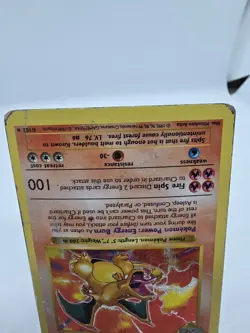 Flame Pokémon. Length: 5' 7", Weight: 200 lbs.
Pokémon Power: Energy Burn As often as you
like during your turn (before your attack), you may turn
all Energy attached to Charizard into Energy for the
rest of the turn. This power can't be used if Charizard
is Asleep, Confused, or Paralyzed.
Fire Spin Discard 2 Energy cards attached
to Charizard in order to use this attack.
100
weakness
resistance
-30
retreat cost
Spits fire that is hot enough to melt boulders. Known to
unintentionally cause forest fires. LV. 76 #6